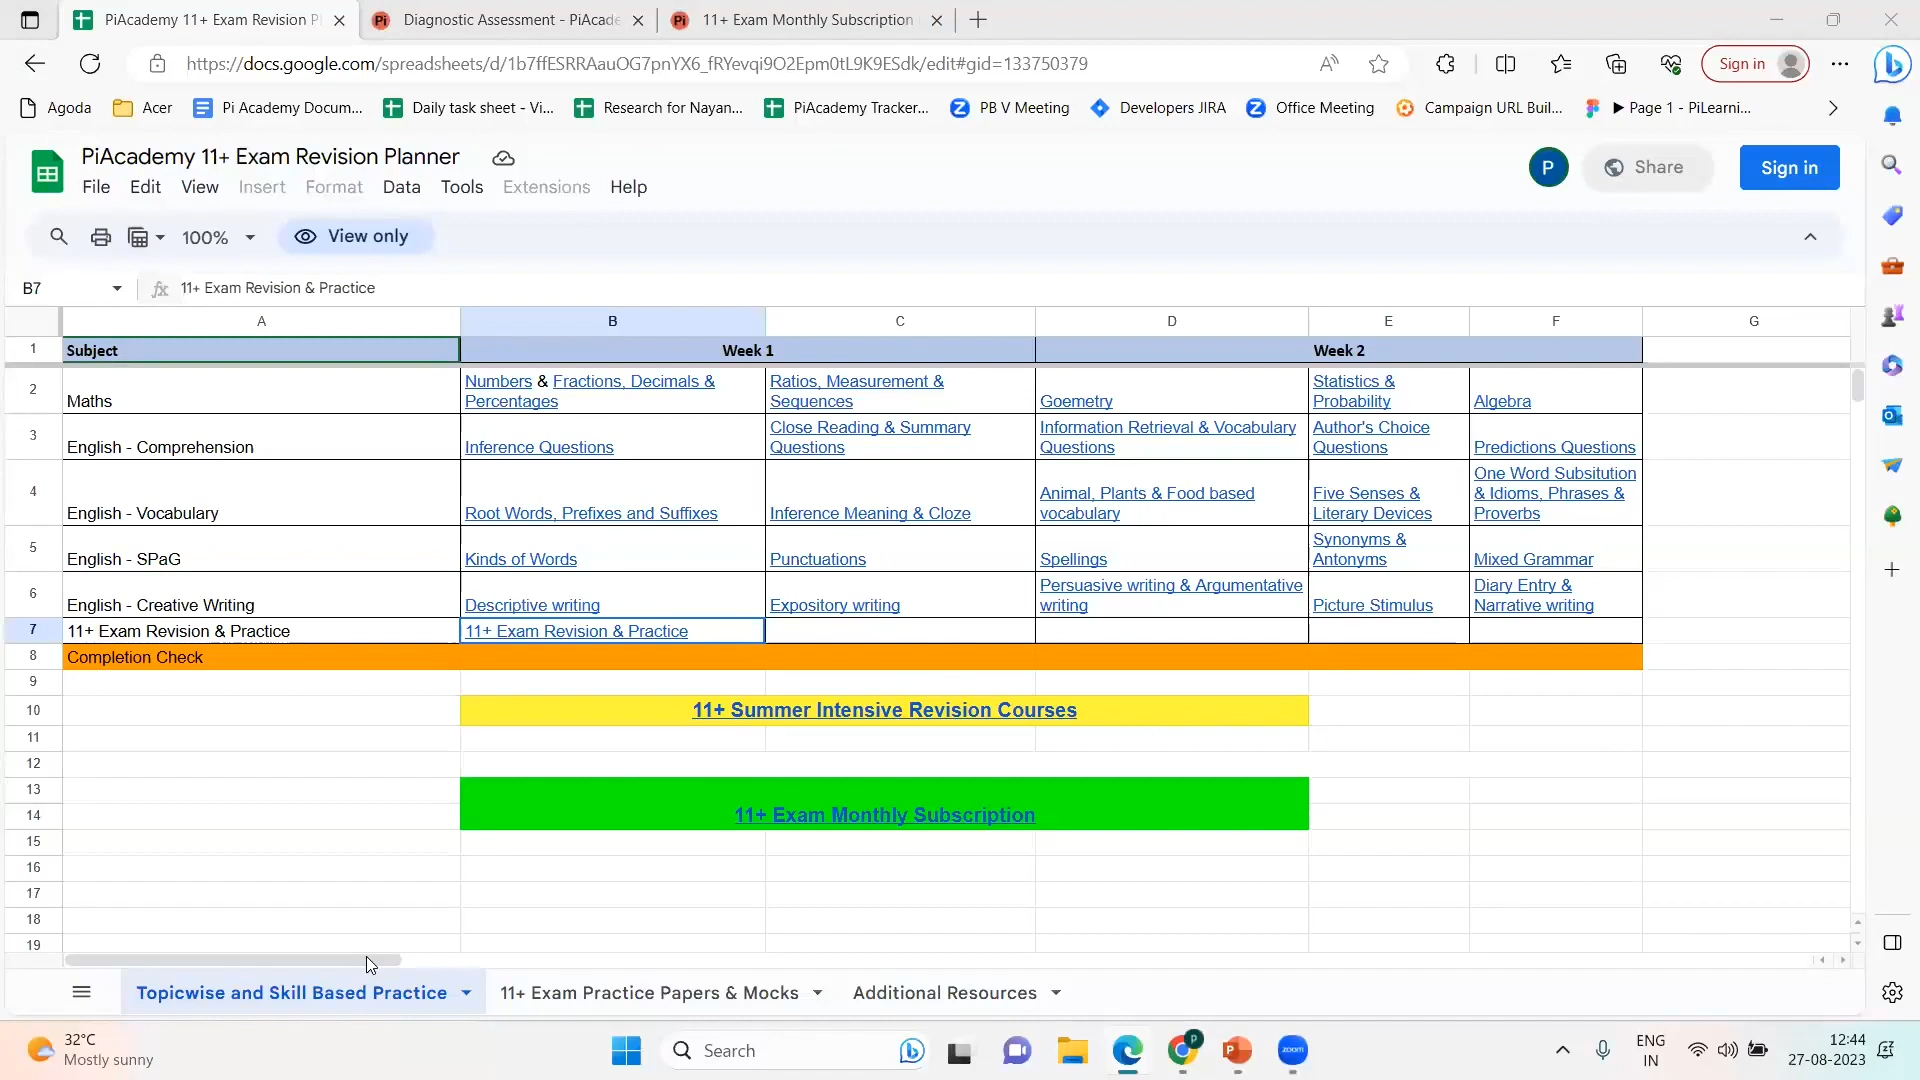 PiAcademy 11+ Exam Revision P
Diagnostic Assessment - PiAcade
11+ Exam Monthly Subscription
https://docs.google.com/spreadsheets/d/1b7ffESRRAauOG7pnYX6_fRYevqi9O2Epm0tL9K9ESdk/edit#gid=133750379
Sign in
Agoda
Acer
Pi Academy Docum...
Daily task sheet - Vi...
Research for Nayan...
PiAcademy Tracker...
PB V Meeting
Developers JIRA
Office Meeting
Campaign URL Buil...
▶ Page 1 - PiLearni...
PiAcademy 11+ Exam Revision Planner
File Edit View Insert Format Data Tools Extensions Help
P
Share
Sign in
100%
View only
B7
fx 11+ Exam Revision & Practice
A B C D E F G
1 Subject Week 1 Week 2
2 Maths
Numbers & Fractions, Decimals &
Percentages
Ratios, Measurement &
Sequences
Goemetry
Statistics &
Probability
Algebra
3 English - Comprehension
Inference Questions
Close Reading & Summary
Questions
Information Retrieval & Vocabulary
Questions
Author's Choice
Questions
Predictions Questions
4 English - Vocabulary
Root Words, Prefixes and Suffixes
Inference Meaning & Cloze
Animal, Plants & Food based
vocabulary
Five Senses &
Literary Devices
One Word Subsitution
& Idioms, Phrases &
Proverbs
5 English - SPaG
Kinds of Words
Punctuations
Spellings
Synonyms &
Antonyms
Mixed Grammar
6 English - Creative Writing
Descriptive writing
Expository writing
Persuasive writing & Argumentative
writing
Picture Stimulus
Diary Entry &
Narrative writing
7 11+ Exam Revision & Practice
11+ Exam Revision & Practice
8 Completion Check
9
10 11+ Summer Intensive Revision Courses
11
12
13
14 11+ Exam Monthly Subscription
15
16
17
18
19
Topicwise and Skill Based Practice
11+ Exam Practice Papers & Mocks
Additional Resources
32°C
Mostly sunny
Search
zoom
ENG
IN
12:44
27-08-2023